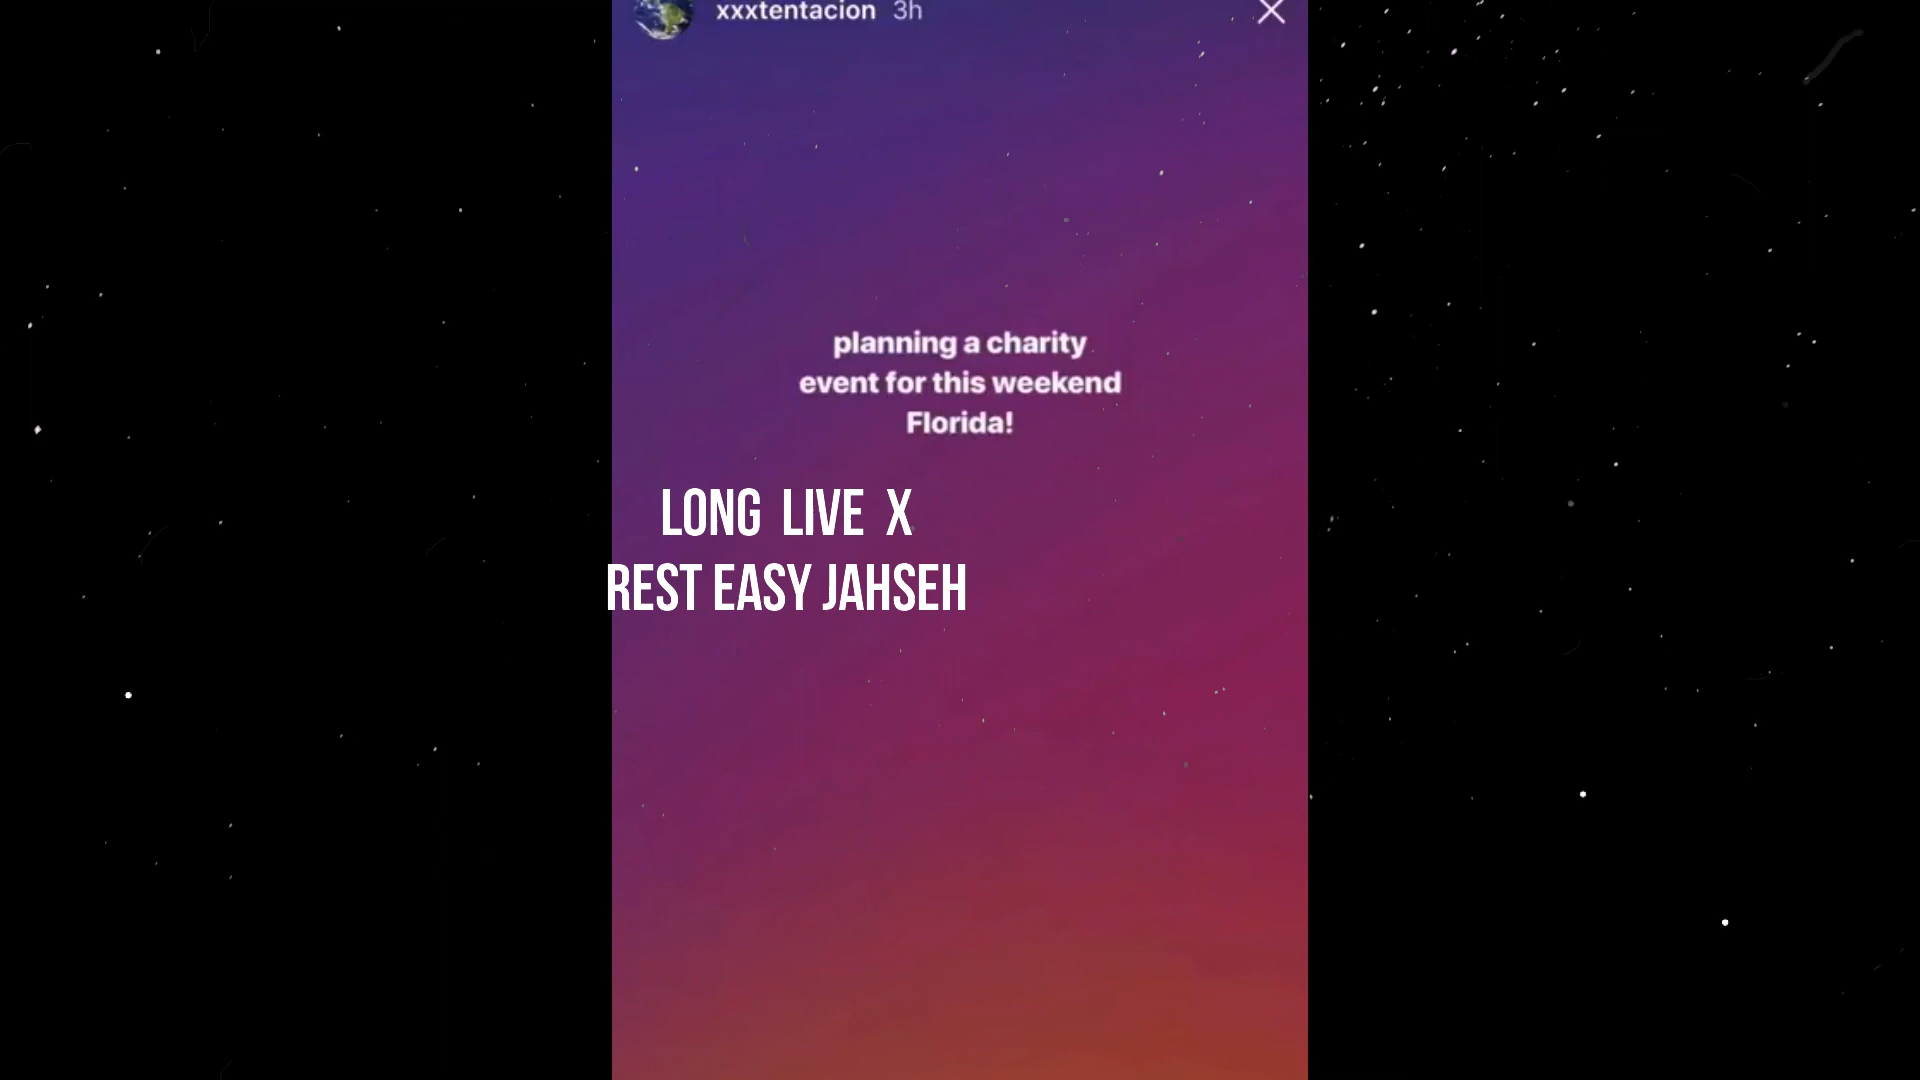 xxxtentacion 3h
planning a charity
event for this weekend
Florida!
LONG LIVE X
REST EASY JAHSEH